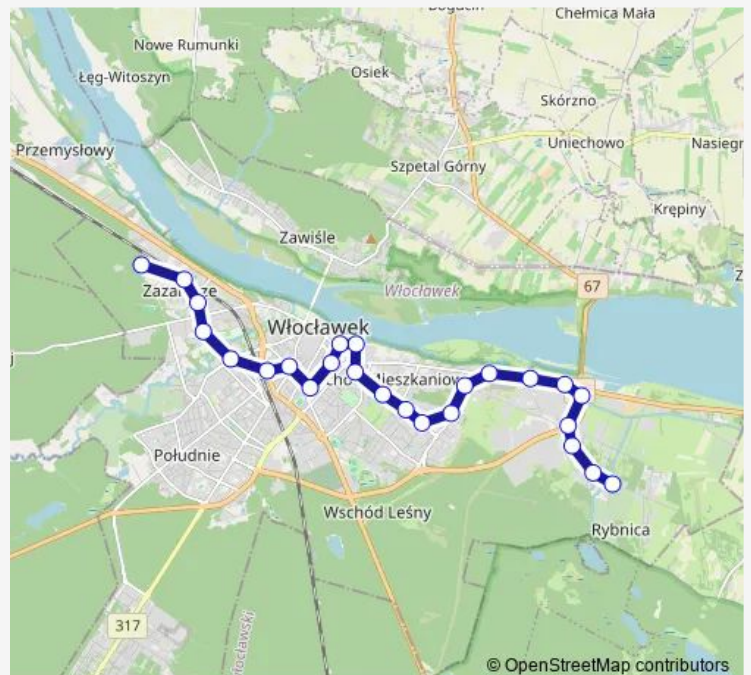 Chełmica Mała
Nowe Rumunki
Łęg-Witoszyn
Osiek
Skórzno
Uniechowo
Przemysłowy
Szpetal Górny
Krępiny
Zawiśle
67
Włocławek
Włocławek
Południe
Wschód Leśny
Rybnica
317
© OpenStreetMap contributors